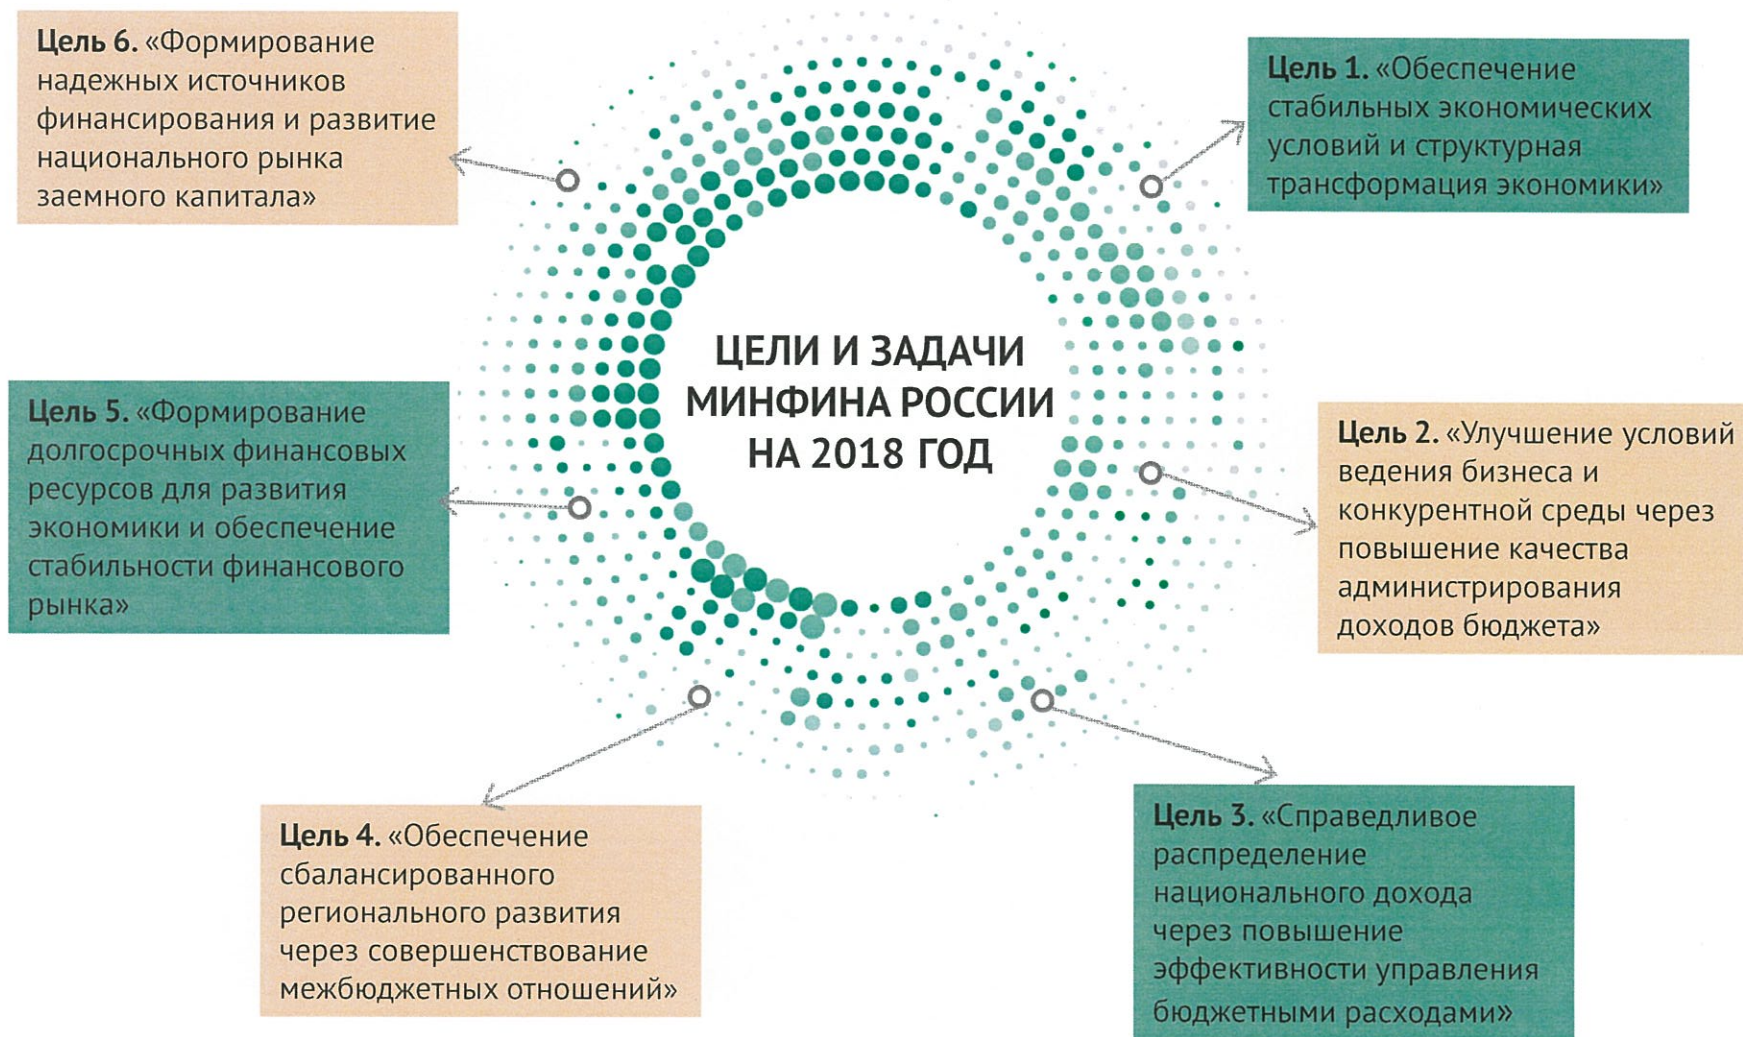 ЦЕЛИ И ЗАДАЧИ
МИНФИНА РОССИИ
НА 2018 ГОД
Цель 1. «Обеспечение
стабильных экономических
условий и структурная
трансформация экономики»
Цель 2. «Улучшение условий
ведения бизнеса и
конкурентной среды через
повышение качества
администрирования
доходов бюджета»
Цель 3. «Справедливое
распределение
национального дохода
через повышение
эффективности управления
бюджетными расходами»
Цель 4. «Обеспечение
сбалансированного
регионального развития
через совершенствование
межбюджетных отношений»
Цель 5. «Формирование
долгосрочных финансовых
ресурсов для развития
экономики и обеспечение
стабильности финансового
рынка»
Цель 6. «Формирование
надежных источников
финансирования и развитие
национального рынка
заемного капитала»